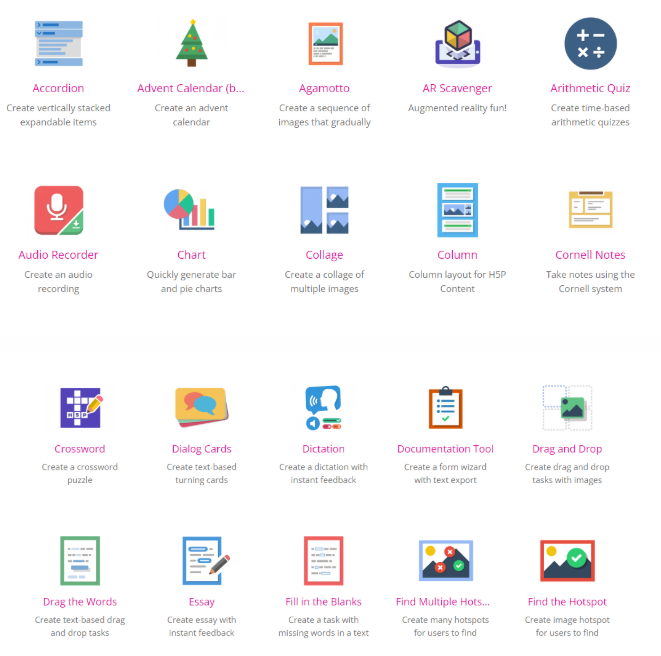 Accordion
Create vertically stacked
expandable items
Advent Calendar (b...
Create an advent
calendar
Agamotto
Create a sequence of
images that gradually
AR Scavenger
Augmented reality fun!
Arithmetic Quiz
Create time-based
arithmetic quizzes
Audio Recorder
Create an audio
recording
Chart
Quickly generate bar
and pie charts
Collage
Create a collage of
multiple images
Column
Column layout for H5P
Content
Cornell Notes
Take notes using the
Cornell system
H 5 P
Crossword
Create a crossword
puzzle
Dialog Cards
Create text-based
turning cards
Dictation
Create a dictation with
instant feedback
Documentation Tool
Create a form wizard
with text export
Drag and Drop
Create drag and drop
tasks with images
Drag the Words
Create text-based drag
and drop tasks
Essay
Create essay with
instant feedback
Fill in the Blanks
Create a task with
missing words in a text
Find Multiple Hots...
Create many hotspots
for users to find
Find the Hotspot
Create image hotspot
for users to find